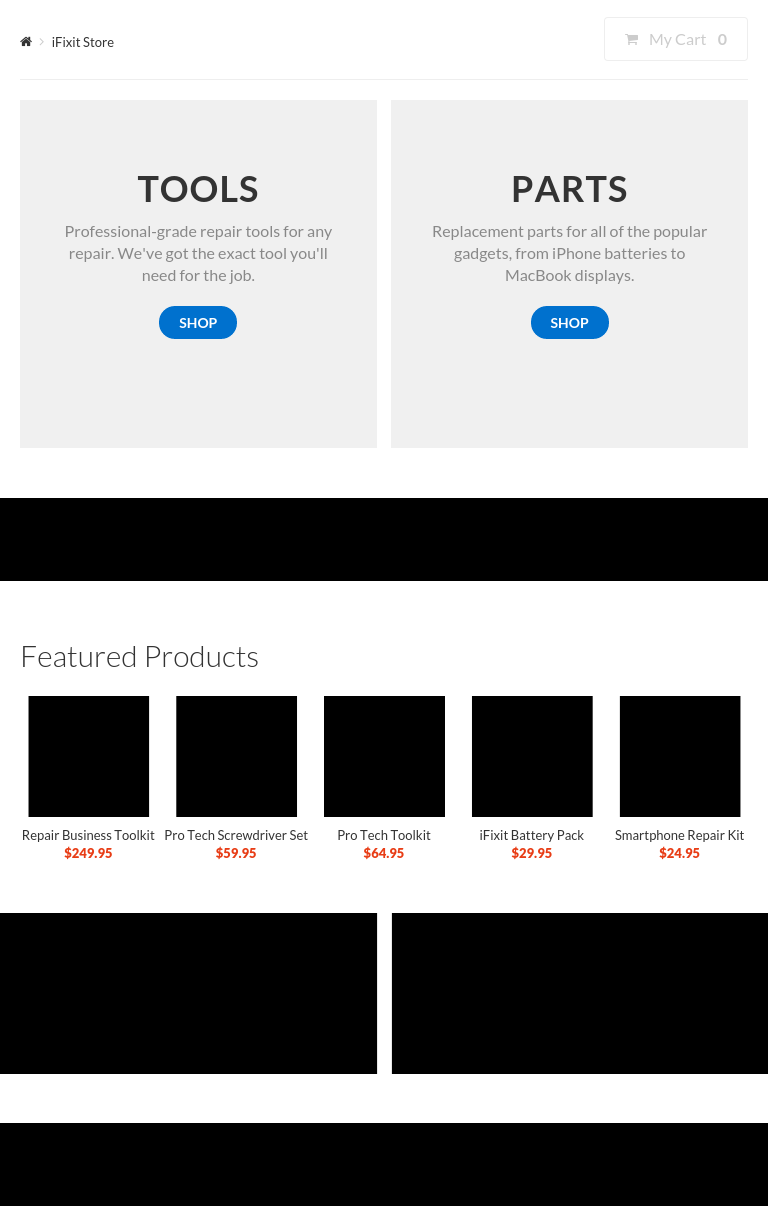 iFixit Store
My Cart 0
TOOLS
Professional-grade repair tools for any
repair. We've got the exact tool you'll
need for the job.
SHOP
PARTS
Replacement parts for all of the popular
gadgets, from iPhone batteries to
MacBook displays.
SHOP
Featured Products
Repair Business Toolkit
$249.95
Pro Tech Screwdriver Set
$59.95
Pro Tech Toolkit
$64.95
iFixit Battery Pack
$29.95
Smartphone Repair Kit
$24.95